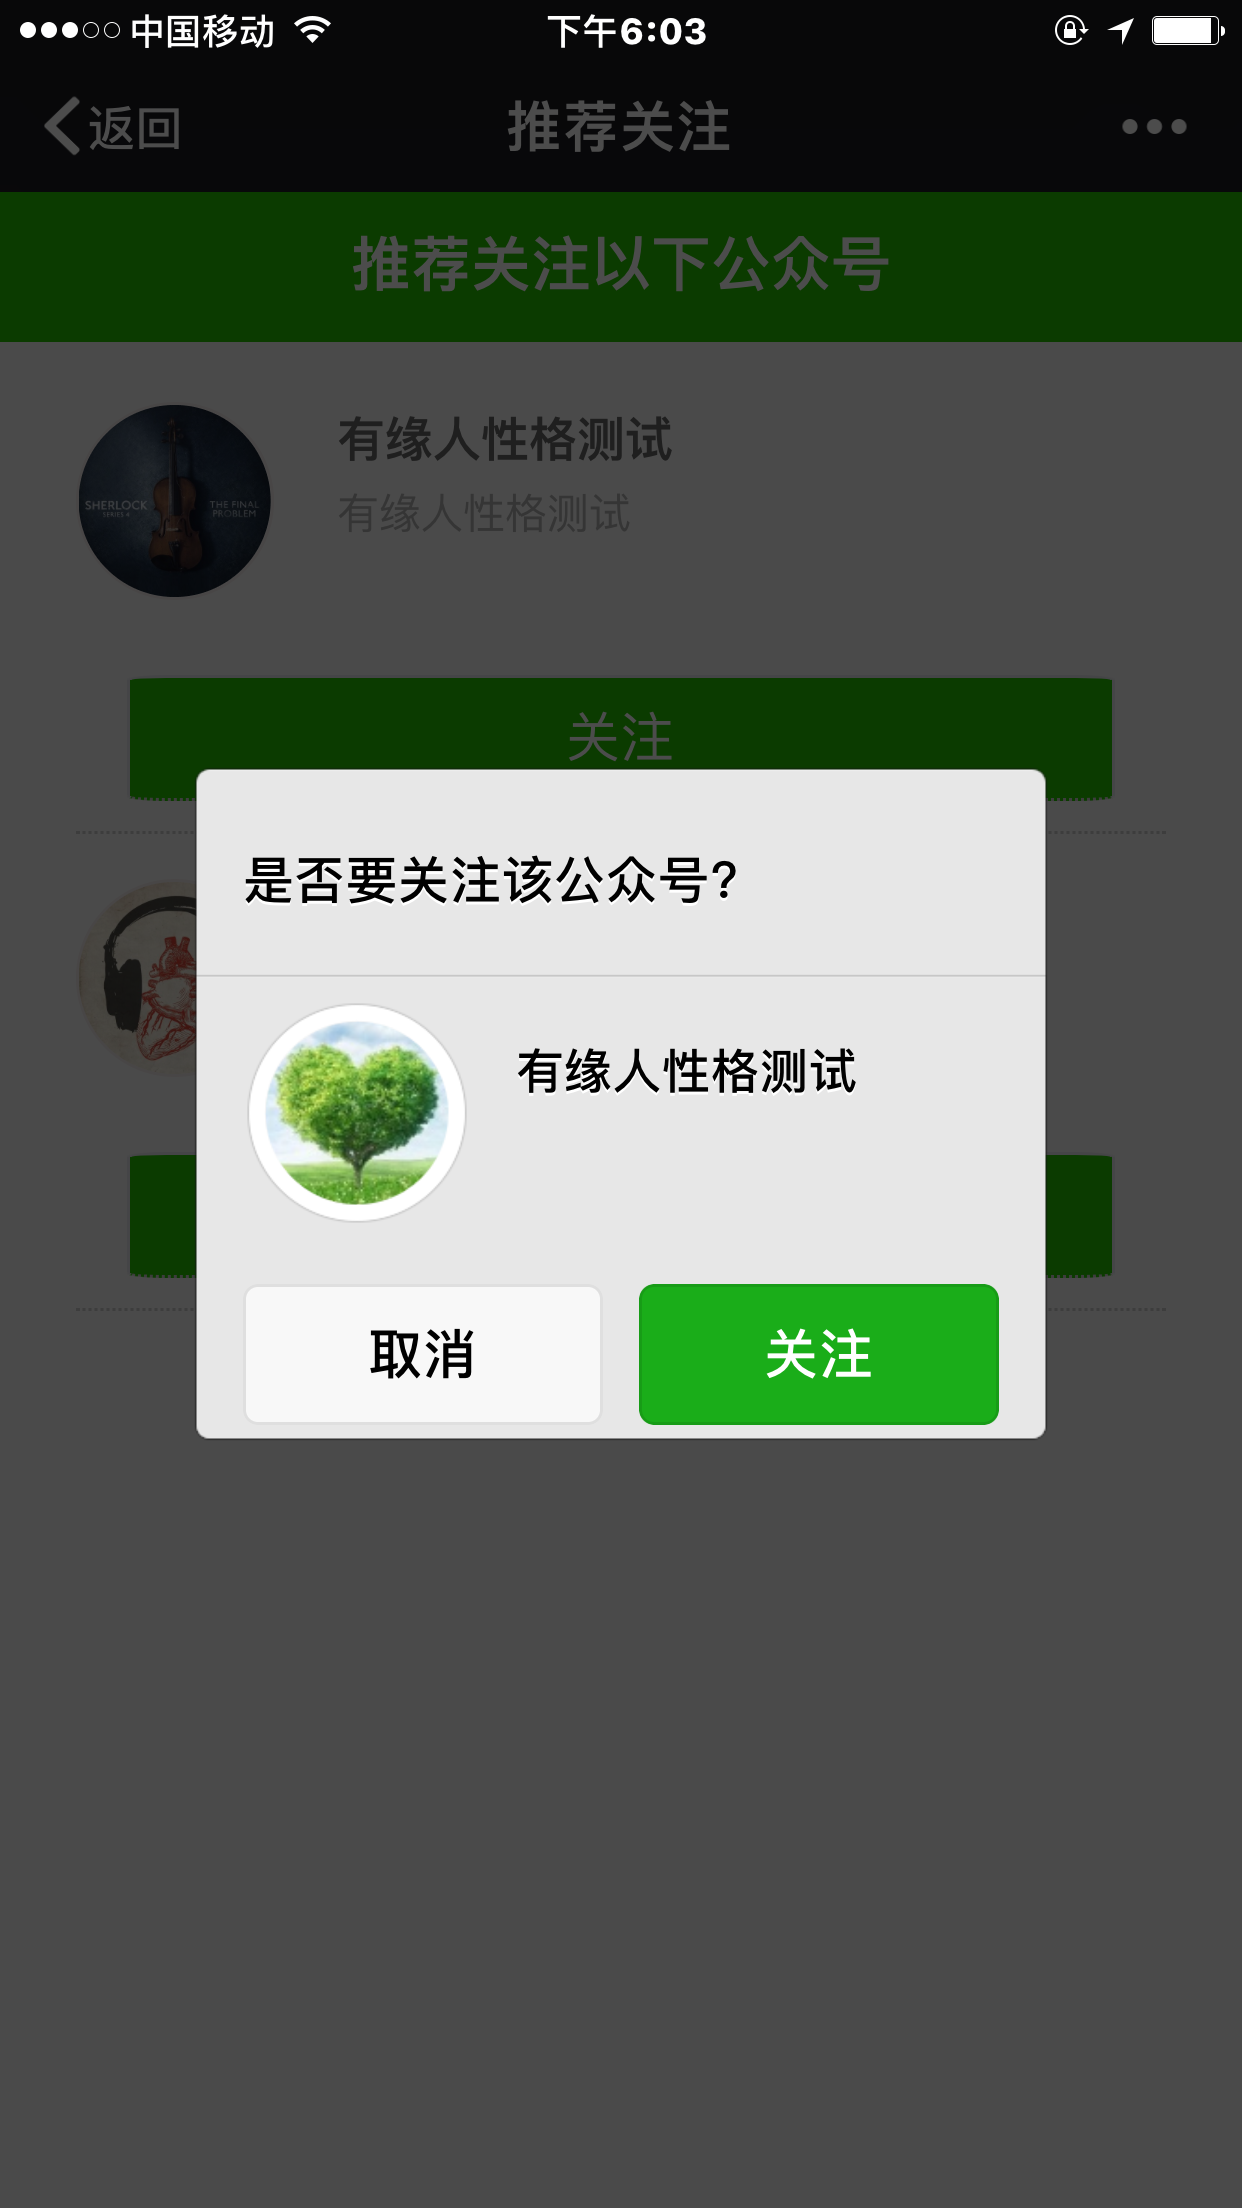 中国移动
下午6:03
返回
推荐关注
推荐关注以下公众号
有缘人性格测试
有缘人性格测试
SHERLOCK
SERIES 4
THE FINAL
PROBLEM
关注
是否要关注该公众号?
有缘人性格测试
取消
关注